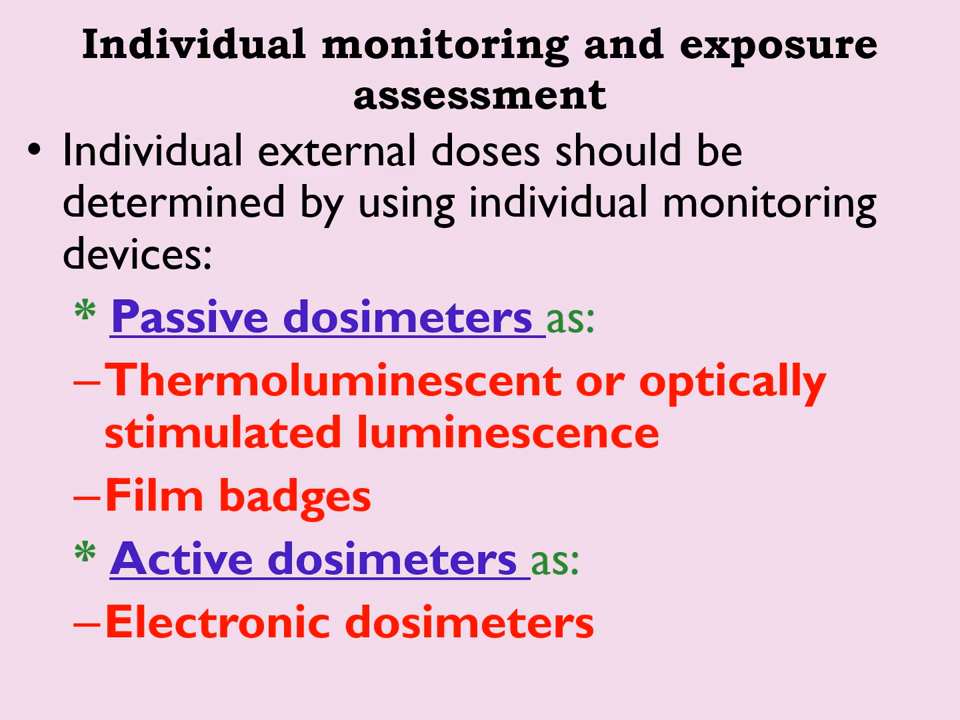 Individual monitoring and exposure
assessment
• Individual external doses should be
determined by using individual monitoring
devices:
* Passive dosimeters as:
–Thermoluminescent or optically
stimulated luminescence
–Film badges
* Active dosimeters as:
–Electronic dosimeters